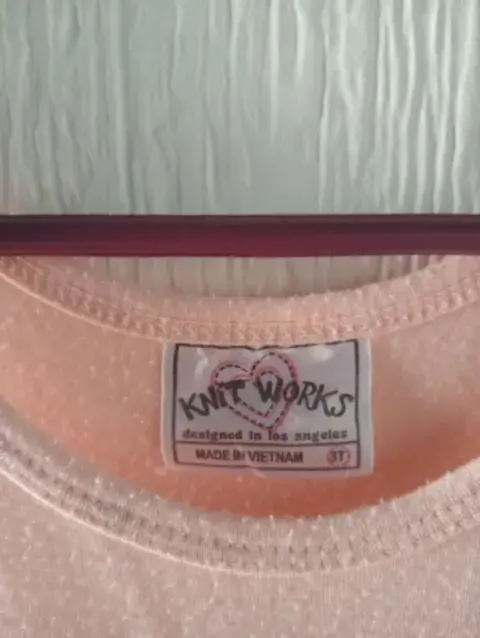 KNIT WORKS
designed in los angeles
MADE IN VIETNAM 3T